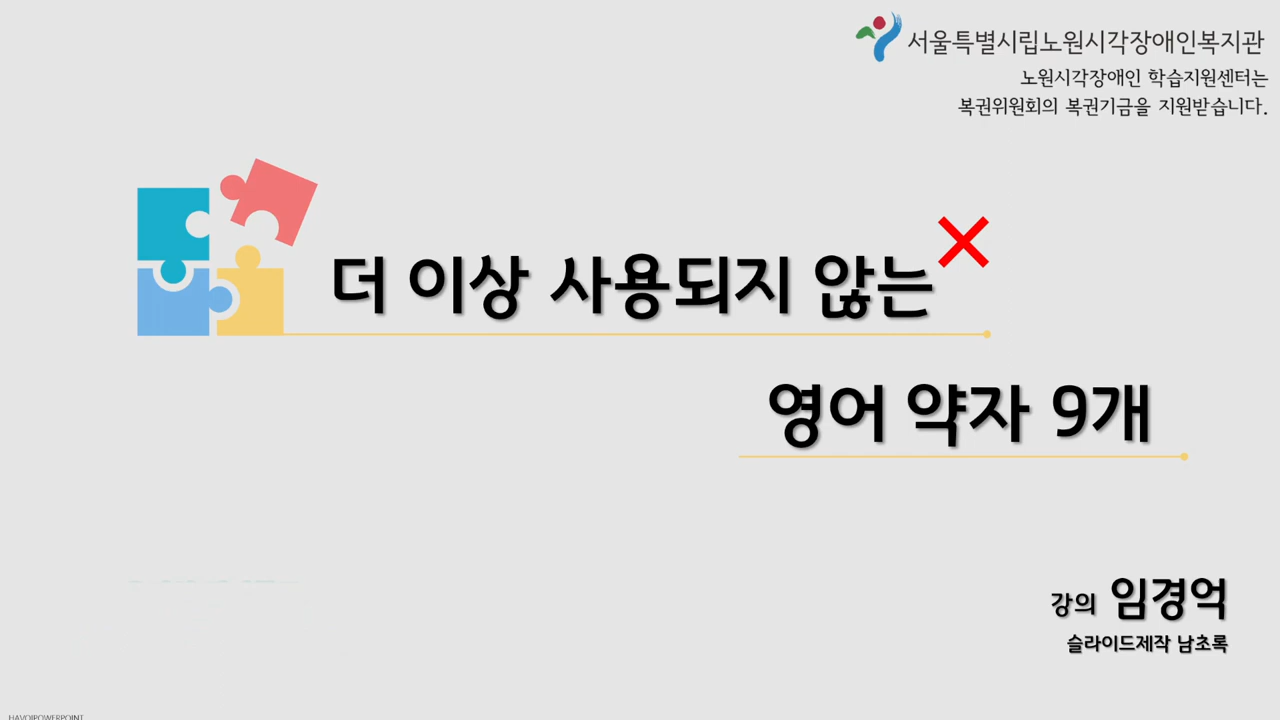 서울특별시립노원시각장애인복지관
노원시각장애인 학습지원센터는
복권위원회의 복권기금을 지원받습니다.
더 이상 사용되지 않는
영어 약자 9개
강의 임경억
슬라이드제작 남초록
HAVOIPOWERPOINT